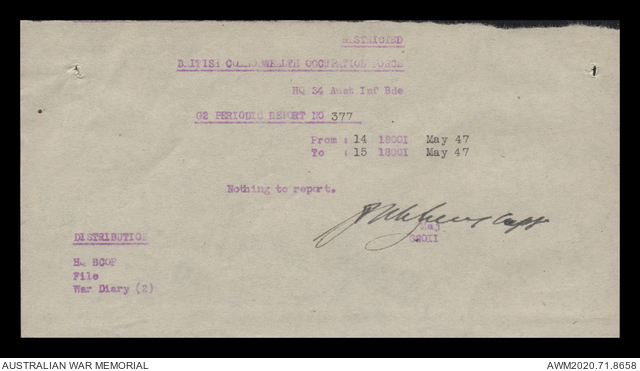 RESTRICTED
BRITISH COMMONWEALTH OCCUPATION FORCE
HQ 34 Aust Inf Bde
G2 PERIODIC REPORT NO 377
From : 14 1800I May 47
To : 15 1800I May 47
Nothing to report.
Capt
Maj
GSOII
DISTRIBUTION
HQ BCOF
File
War Diary (2)
AUSTRALIAN WAR MEMORIAL
AWM2020.71.8658